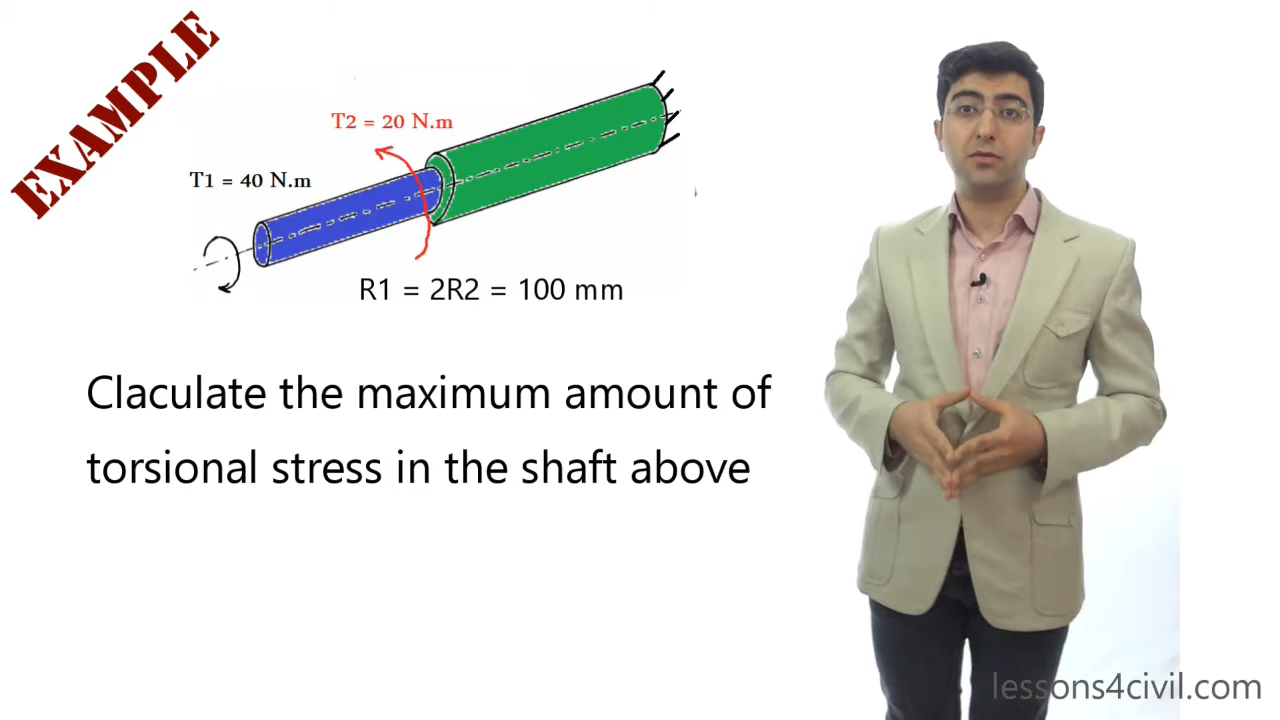 EXAMPLE
T2 = 20 N.m
T1 = 40 N.m
R1 = 2R2 = 100 mm
Claculate the maximum amount of
torsional stress in the shaft above
lessons4civil.com